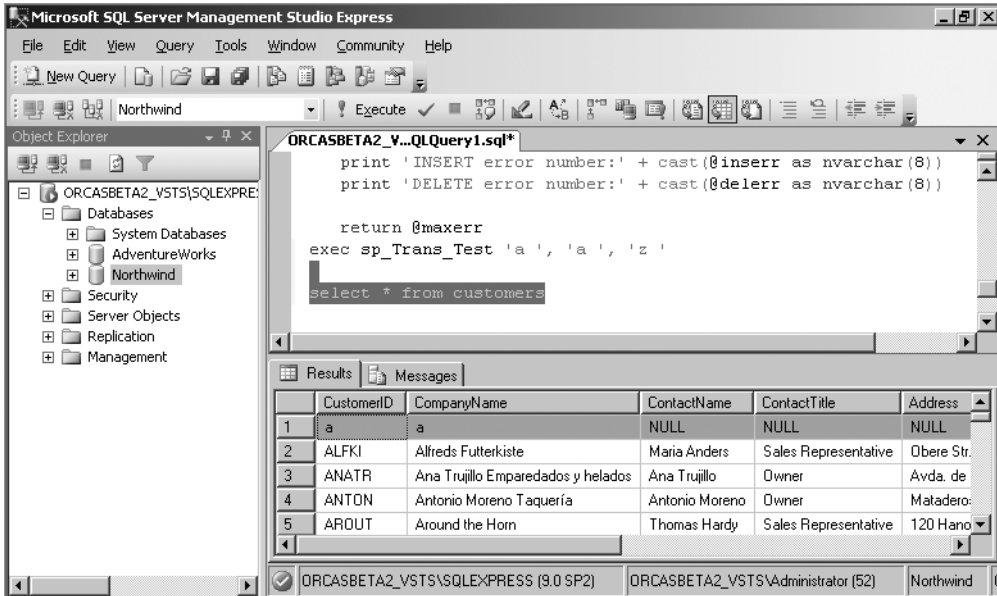 Microsoft SQL Server Management Studio Express
File Edit View Query Tools Window Community Help
New Query
Northwind Execute
Object Explorer
ORCASBETA2_VSTS\SQLEXPRE
Databases
System Databases
AdventureWorks
Northwind
Security
Server Objects
Replication
Management
ORCASBETA2_V...QLQuery1.sql*
print 'INSERT error number:' + cast(@inserr as nvarchar(8))
print 'DELETE error number:' + cast(@delerr as nvarchar(8))
return @maxerr
exec sp_Trans_Test 'a ', 'a ', 'z '
select * from customers
Results Messages
CustomerID CompanyName ContactName ContactTitle Address
1 a a NULL NULL NULL
2 ALFKI Alfreds Futterkiste Maria Anders Sales Representative Obere Str.
3 ANATR Ana Trujillo Emparedados y helados Ana Trujillo Owner Avda. de
4 ANTON Antonio Moreno Taquería Antonio Moreno Owner Matadero
5 AROUT Around the Horn Thomas Hardy Sales Representative 120 Hano
ORCASBETA2_VSTS\SQLEXPRESS (9.0 SP2) ORCASBETA2_VSTS\Administrator (52) Northwind